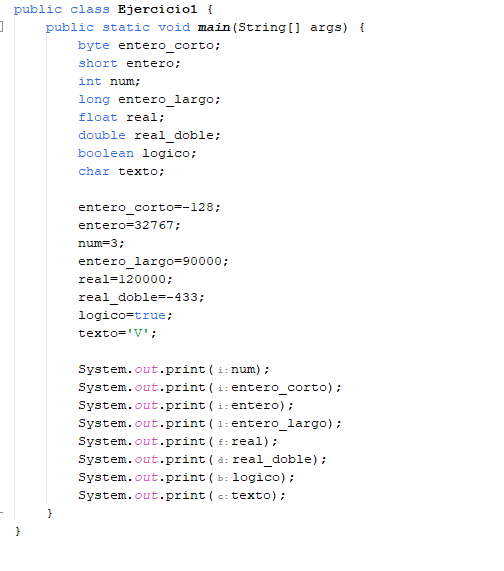 public class Ejercicio1 {
public static void main(String[] args) {
byte entero_corto;
short entero;
int num;
long entero_largo;
float real;
double real_doble;
boolean logico;
char texto;
entero_corto=-128;
entero=32767;
num=3;
entero_largo=90000;
real=120000;
real_doble=-433;
logico=true;
texto='V';
System.out.print( i: num);
System.out.print( i: entero_corto);
System.out.print( i: entero);
System.out.print( l: entero_largo);
System.out.print( f: real);
System.out.print( d: real_doble);
System.out.print( b: logico);
System.out.print( c: texto);
}
}